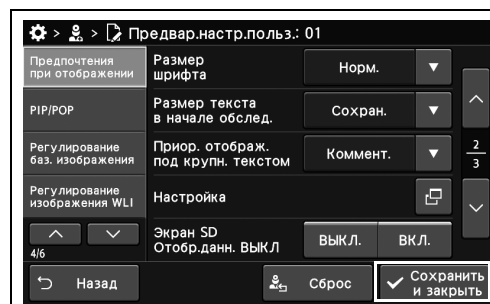 > > Предвар.настр.польз.: 01
Предпочтения
при отображении
PIP/POP
Регулирование
баз. изображения
Регулирование
изображения WLI
4/6
Размер
шрифта
Норм.
Размер текста
в начале обслед.
Сохран.
Приор. отображ.
под крупн. текстом
Коммент.
Настройка
Экран SD
Отобр.данн. ВЫКЛ
ВЫКЛ.
ВКЛ.
2
3
Назад
Сброс
Сохранить
и закрыть